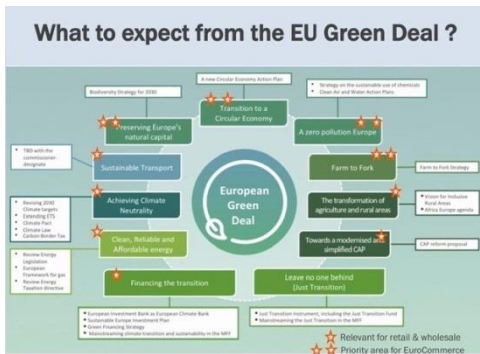 What to expect from the EU Green Deal ?
A new Circular Economy Action Plan
Biodiversity Strategy for 2030
Strategy on the sustainable use of chemicals
Clean Air and Water Action Plans
Transition to a
Circular Economy
Preserving Europe's
natural capital
A zero pollution Europe
TBD with the
commissioner-
designate
Sustainable Transport
Farm to Fork
Farm to Fork Strategy
European
Green
Deal
Revising 2030
Climate targets
Extending ETS
Climate Pact
Climate Law
Carbon Border Tax
Achieving Climate
Neutrality
The transformation of
agriculture and rural areas
Vision for Inclusive
Rural Areas
Africa Europe agenda
Review Energy
Legislation
European
Framework for gas
Review Energy
Taxation directive
Clean, Reliable and
Affordable energy
Towards a modernised and
simplified CAP
CAP reform proposal
Financing the transition
Leave no one behind
(Just Transition)
European Investment Bank as European Climate Bank
Sustainable Europe Investment Plan
Green Financing Strategy
Mainstreaming climate transition and sustainability in the MFF
Just Transition Instrument, including the Just Transition Fund
Mainstreaming the Just Transition in the MFF
Relevant for retail & wholesale
Priority area for EuroCommerce